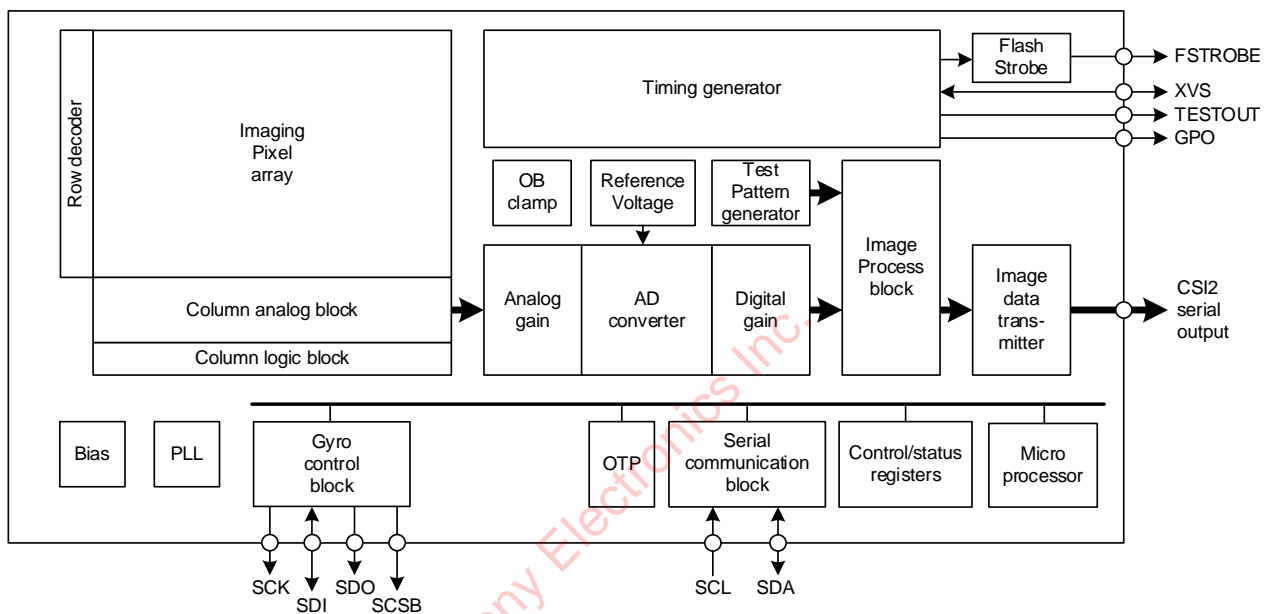 Row decoder
Imaging
Pixel
array
Column analog block
Column logic block
Timing generator
Flash
Strobe
FSTROBE
XVS
TESTOUT
GPO
OB
clamp
Reference
Voltage
Test
Pattern
generator
Analog
gain
AD
converter
Digital
gain
Image
Process
block
Image
data
trans-
mitter
CSI2
serial
output
Bias
PLL
Gyro
control
block
OTP
Serial
communication
block
Control/status
registers
Micro
processor
SCK
SDI
SDO
SCSB
SCL
SDA
Electronics Inc.